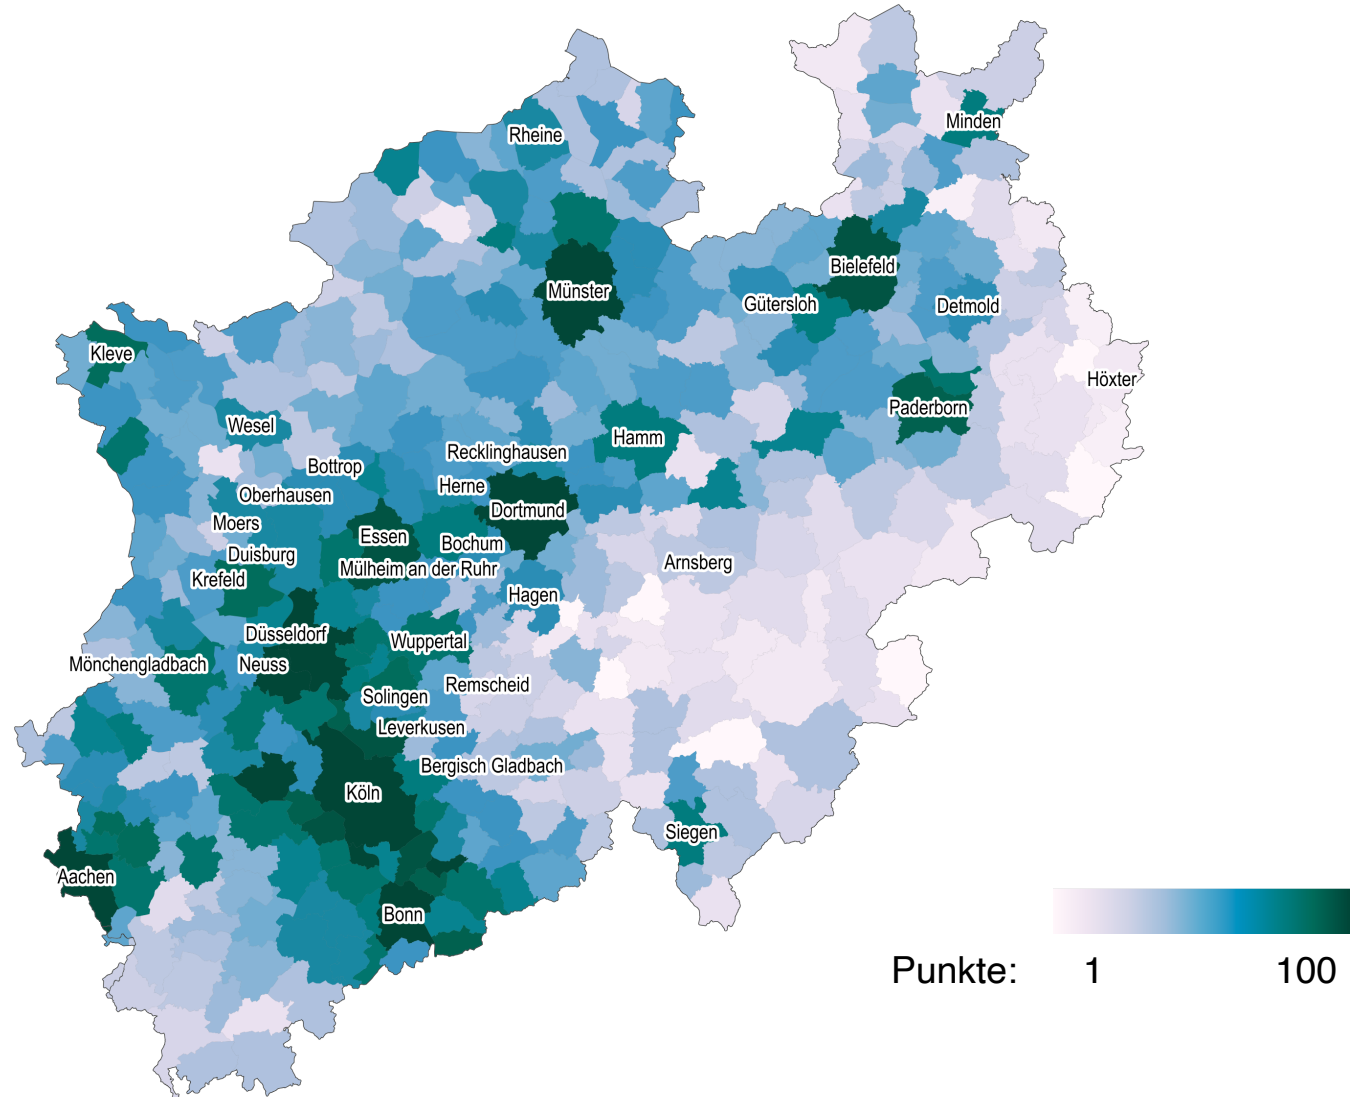 Minden
Rheine
Bielefeld
Münster
Gütersloh
Detmold
Kleve
Höxter
Paderborn
Wesel
Hamm
Recklinghausen
Bottrop
Herne
Oberhausen
Dortmund
Moers
Essen
Bochum
Duisburg
Arnsberg
Mülheim an der Ruhr
Krefeld
Hagen
Düsseldorf
Wuppertal
Mönchengladbach
Neuss
Remscheid
Solingen
Leverkusen
Bergisch Gladbach
Köln
Siegen
Aachen
Bonn
Punkte: 1 100